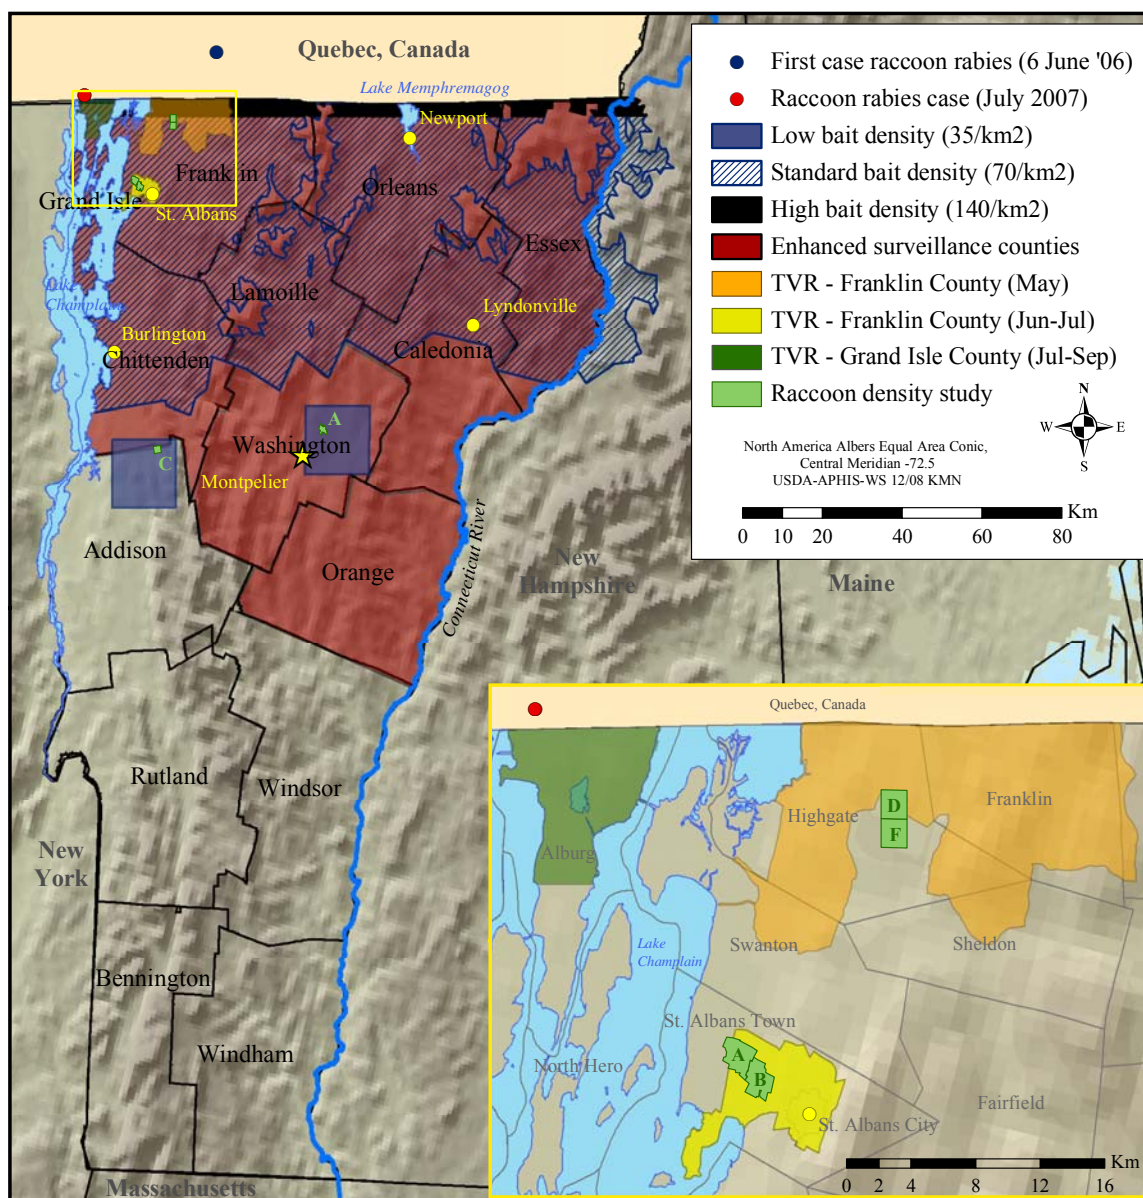 Quebec, Canada
Lake Memphremagog
Newport
Franklin
Orleans
Grand Isle
St. Albans
Essex
Lake
Champlain
Lamoille
Lyndonville
Burlington
Chittenden
Caledonia
A
Washington
C
Montpelier
Addison
Orange
Connecticut River
New
Hampshire
Maine
Rutland
Windsor
New
York
Bennington
Windham
Massachusetts
First case raccoon rabies (6 June '06)
Raccoon rabies case (July 2007)
Low bait density (35/km2)
Standard bait density (70/km2)
High bait density (140/km2)
Enhanced surveillance counties
TVR - Franklin County (May)
TVR - Franklin County (Jun-Jul)
TVR - Grand Isle County (Jul-Sep)
Raccoon density study
N
W E
S
North America Albers Equal Area Conic,
Central Meridian -72.5
USDA-APHIS-WS 12/08 KMN
Km
0 10 20 40 60 80
Quebec, Canada
D
F
Highgate
Franklin
Alburg
Swanton
Sheldon
Lake
Champlain
St. Albans Town
A
B
North Hero
Fairfield
St. Albans City
Km
0 2 4 8 12 16